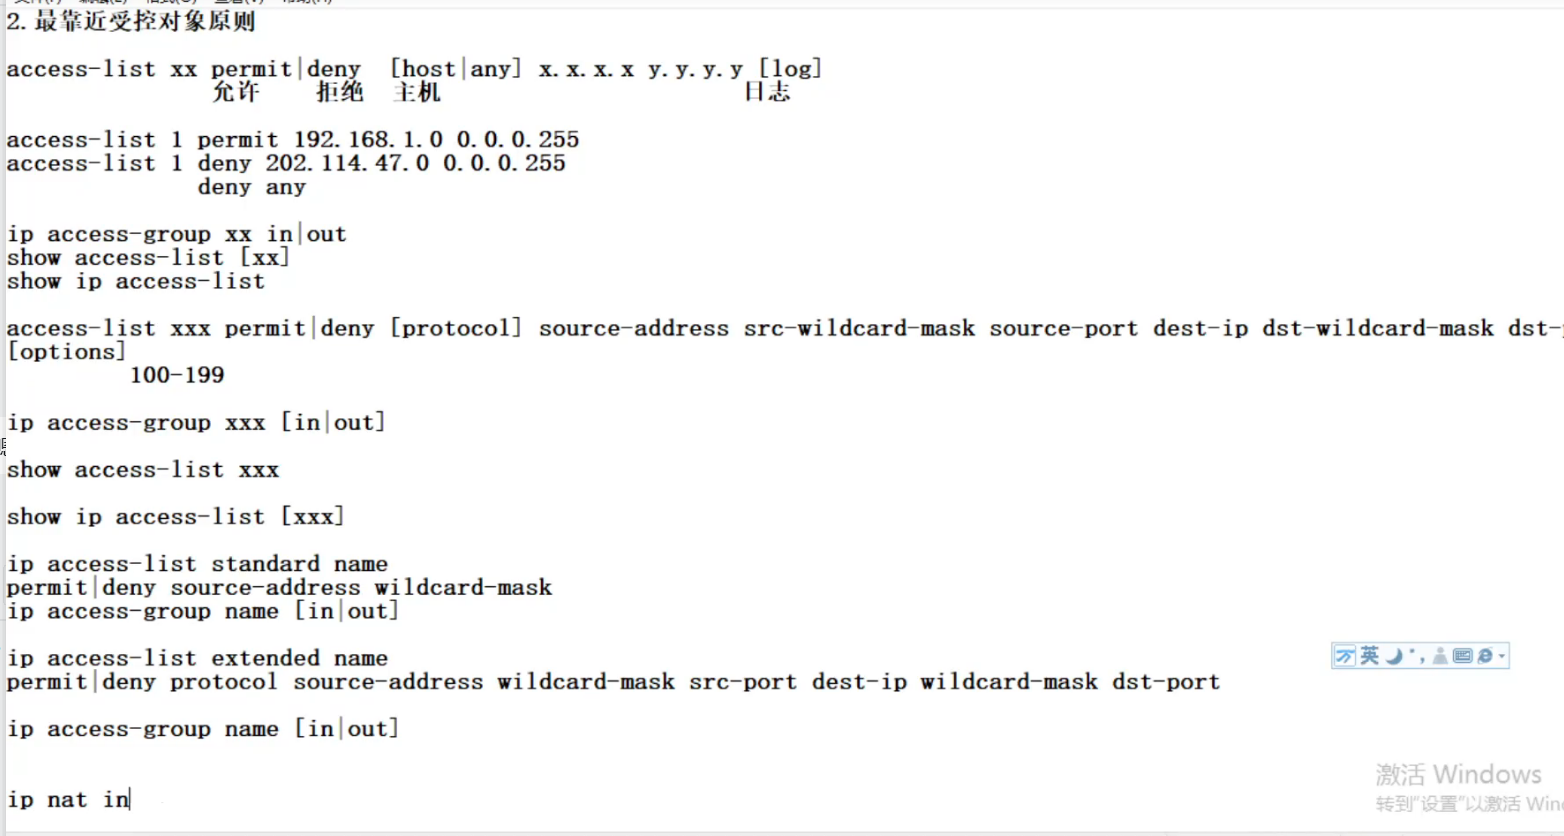 2.最靠近受控对象原则
access-list xx permit|deny [host|any] x.x.x.x y.y.y.y [log]
允许 拒绝 主机 日志
access-list 1 permit 192.168.1.0 0.0.0.255
access-list 1 deny 202.114.47.0 0.0.0.255
deny any
ip access-group xx in|out
show access-list [xx]
show ip access-list
access-list xxx permit|deny [protocol] source-address src-wildcard-mask source-port dest-ip dst-wildcard-mask dst-
[options]
100-199
ip access-group xxx [in|out]
show access-list xxx
show ip access-list [xxx]
ip access-list standard name
permit|deny source-address wildcard-mask
ip access-group name [in|out]
ip access-list extended name
英
permit|deny protocol source-address wildcard-mask src-port dest-ip wildcard-mask dst-port
ip access-group name [in|out]
激活 Windows
ip nat in
转到"设置"以激活 Win